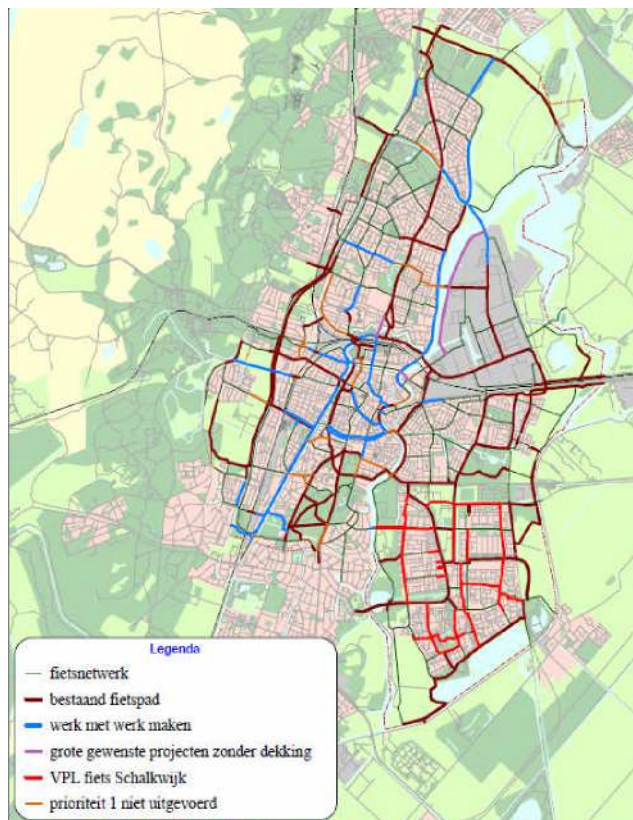 Legenda
fietsnetwerk
bestaand fietspad
werk met werk maken
grote gewenste projecten zonder dekking
VPL fiets Schalkwijk
prioriteit 1 niet uitgevoerd